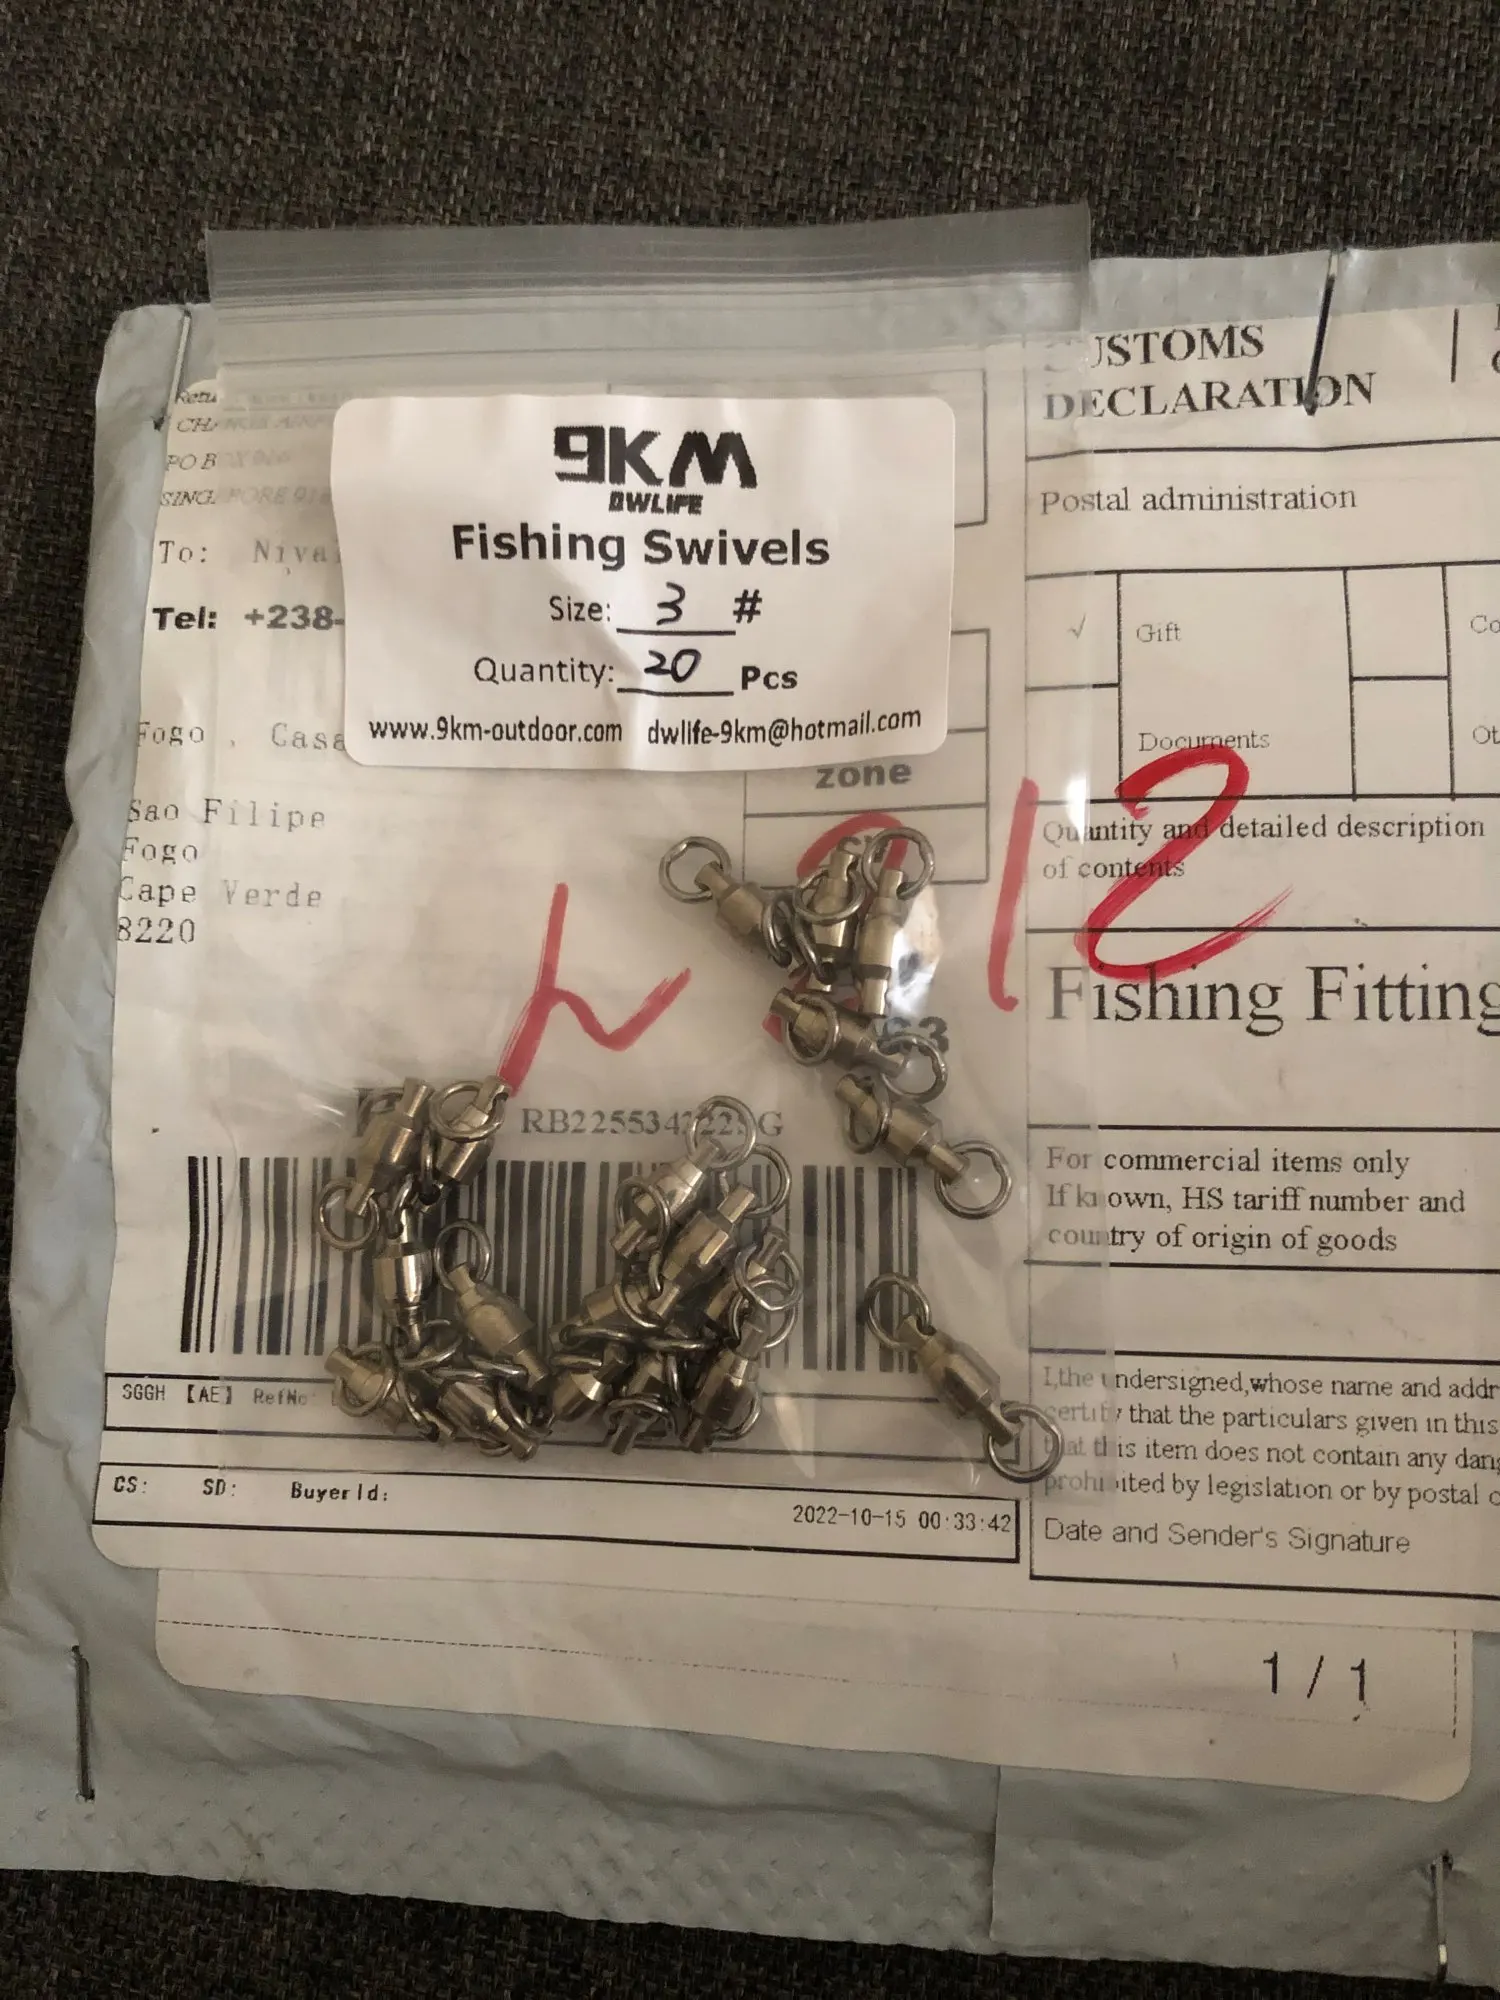 9KM
DWLIFE
Fishing Swivels
Size: 3 #
Quantity: 20 Pcs
www.9km-outdoor.com dwlife-9km@hotmail.com
PO B
To:
Tel: +238-
Fogo ,
Sao Filipe
Fogo
Cape Verde
8220
zone
12
SGGH 【AE】 RefNo
CS: SD: Buyer Id:
2022-10-15 00:33:42
CUSTOMS
DECLARATION
Postal administration
√ Gift
Documents
Quantity and detailed description
of contents
Fishing Fitting
For commercial items only
If known, HS tariff number and
country of origin of goods
I,the undersigned,whose name and addr
certify that the particulars given in this
that this item does not contain any dang
prohibited by legislation or by postal
Date and Sender's Signature
1 / 1